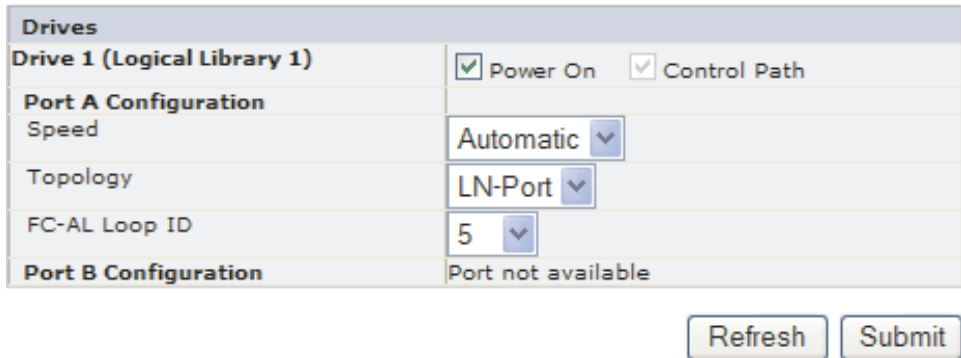 Drives
Drive 1 (Logical Library 1) Power On Control Path
Port A Configuration
Speed Automatic
Topology LN-Port
FC-AL Loop ID 5
Port B Configuration Port not available
Refresh Submit